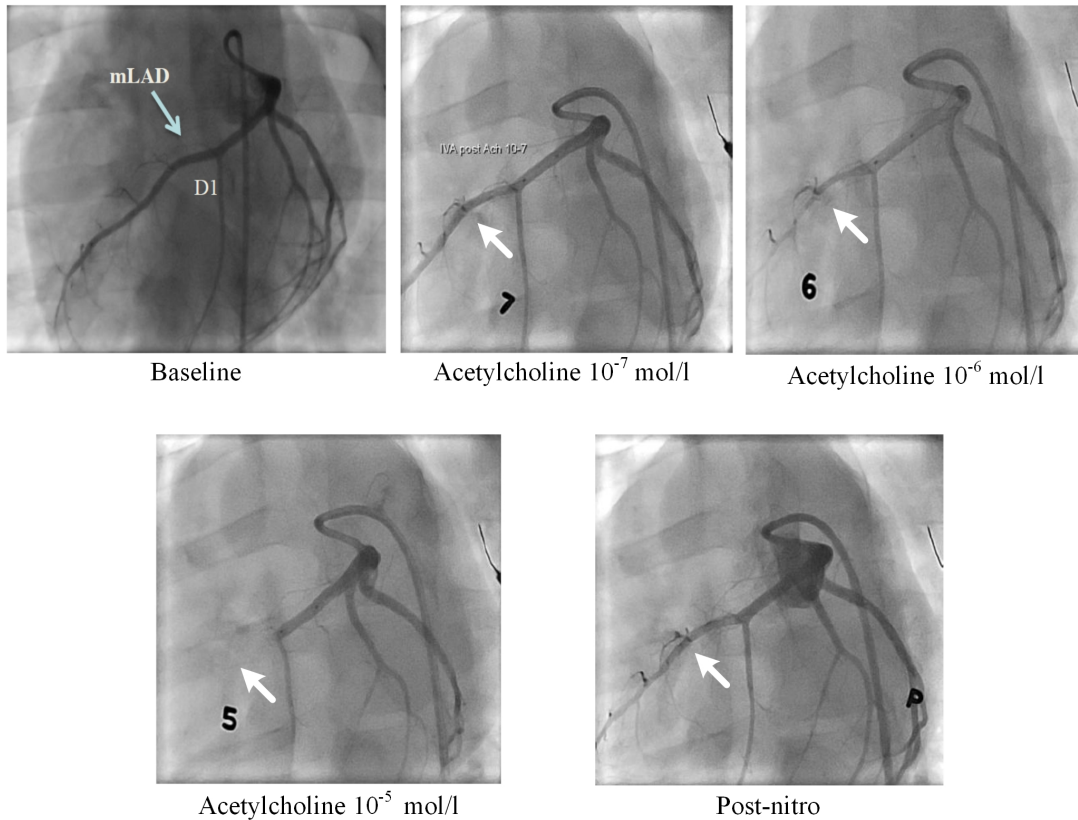 mLAD
D1
Baseline
IVA post Ach 10-7
7
Acetylcholine 10-7 mol/l
6
Acetylcholine 10-6 mol/l
5
Acetylcholine 10-5 mol/l
P
Post-nitro